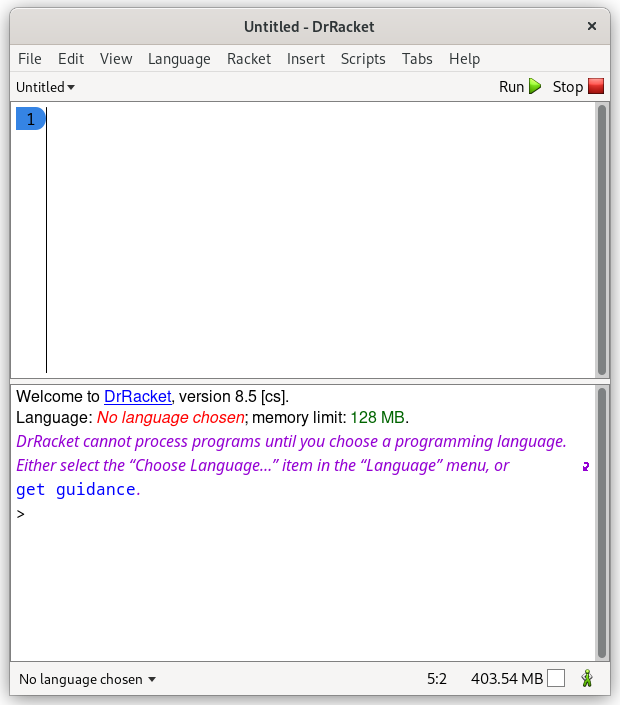 Untitled - DrRacket ×
File Edit View Language Racket Insert Scripts Tabs Help
Untitled Run Stop
1
Welcome to DrRacket, version 8.5 [cs].
Language: No language chosen; memory limit: 128 MB.
DrRacket cannot process programs until you choose a programming language.
Either select the “Choose Language…” item in the “Language” menu, or
get guidance.
>
No language chosen 5:2 403.54 MB